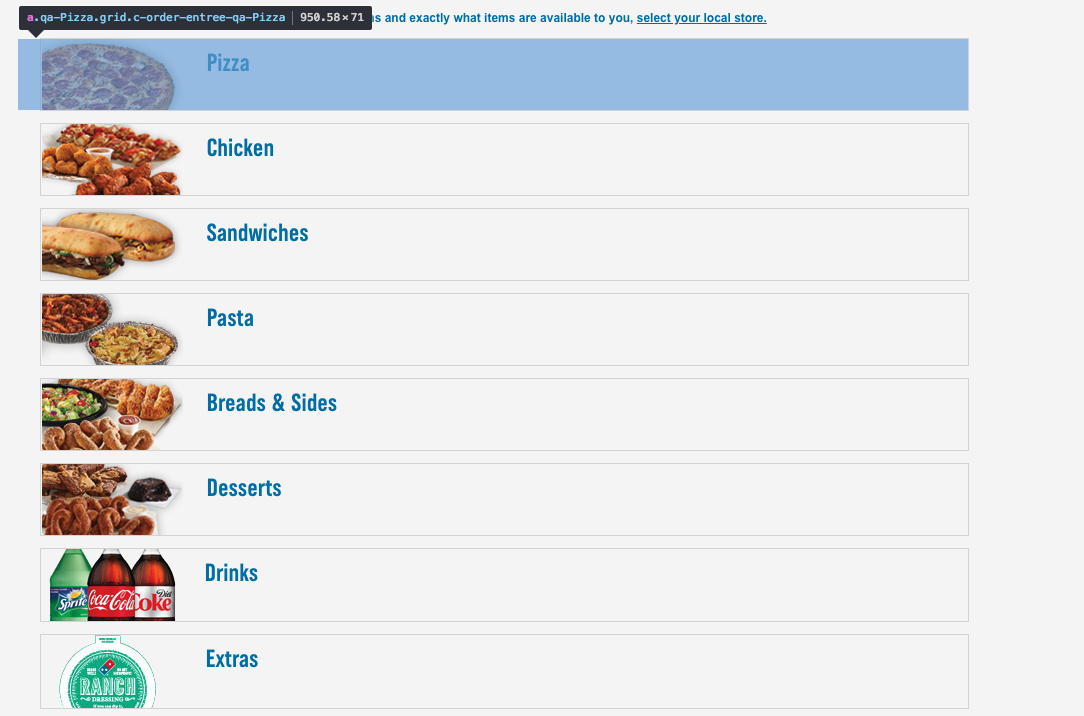 a.qa-Pizza.grid.c-order-entree-qa-Pizza | 950.58×71
s and exactly what items are available to you, select your local store.
Pizza
Chicken
Sandwiches
Pasta
Breads & Sides
Desserts
Drinks
Sprite
Coca-Cola
Diet
Coke
Extras
RANCH
DRESSING